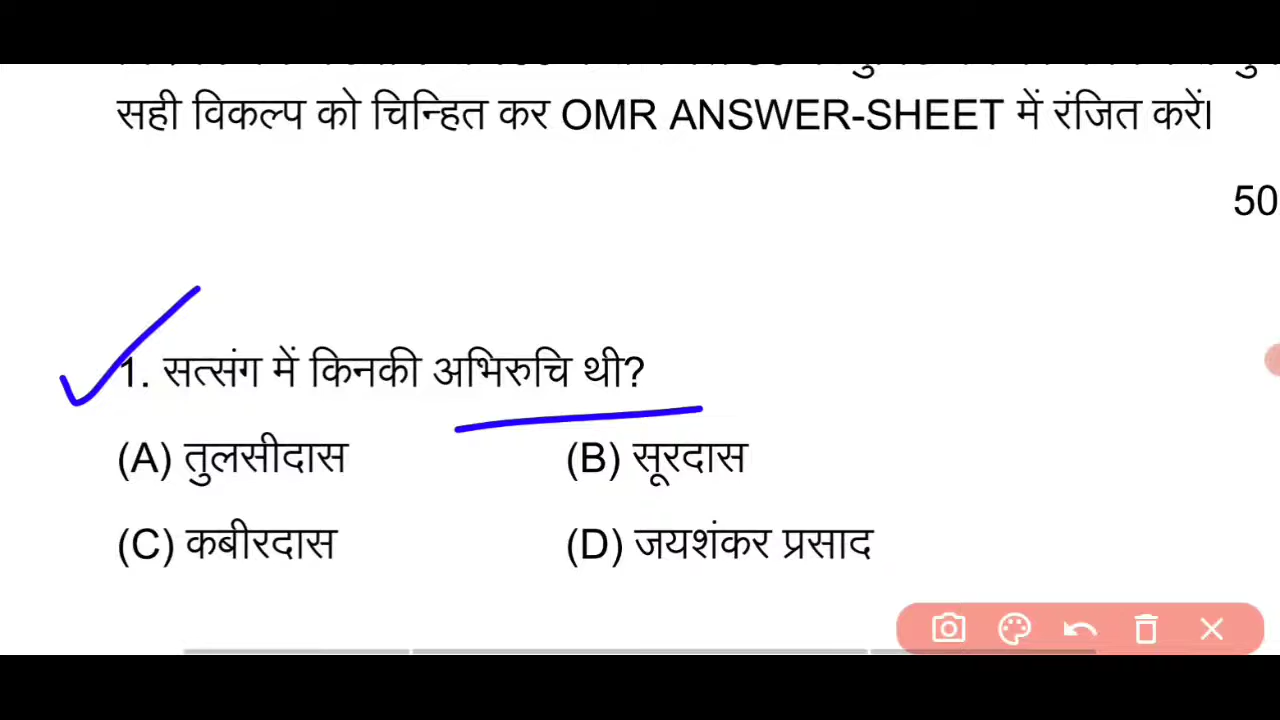 सही विकल्प को चिन्हित कर OMR ANSWER-SHEET में रंजित करें।
50
1. सत्संग में किनकी अभिरुचि थी?
(A) तुलसीदास (B) सूरदास
(C) कबीरदास (D) जयशंकर प्रसाद